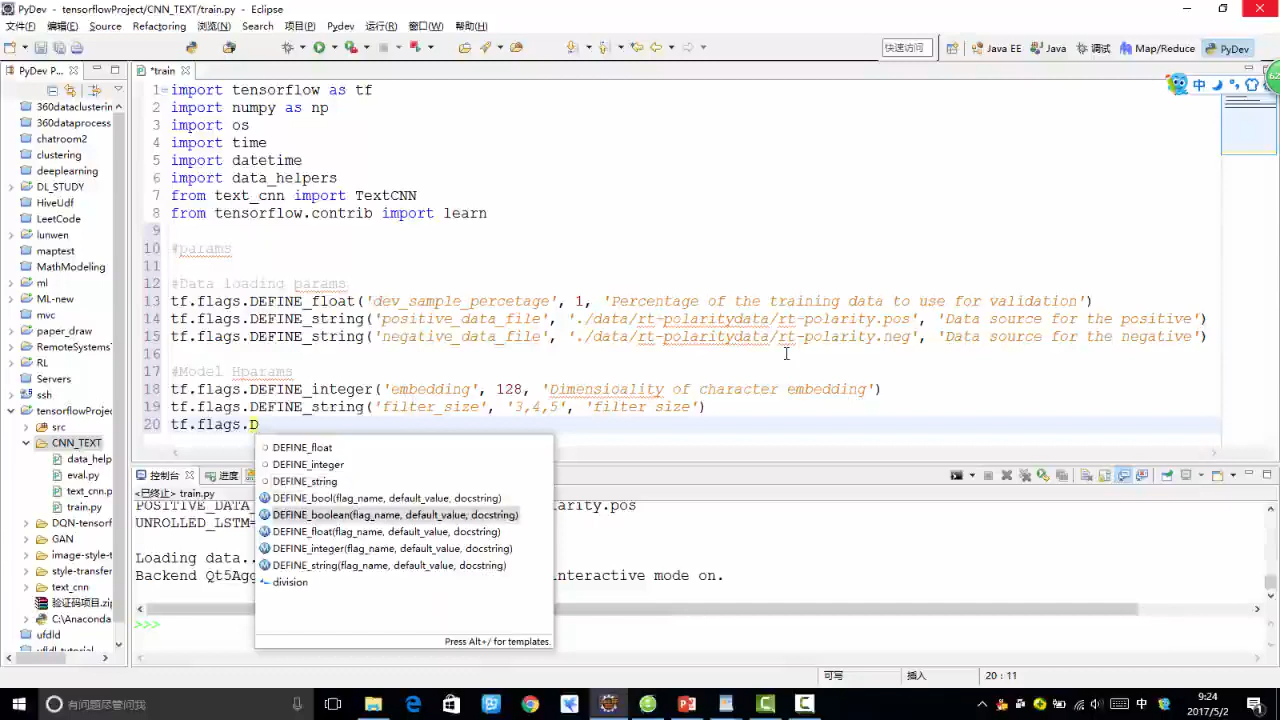 PyDev - tensorflowProject/CNN_TEXT/train.py - Eclipse
文件(F) 编辑(E) Source Refactoring 浏览(N) Search 项目(P) Pydev 运行(R) 窗口(W) 帮助(H)
快速访问 Java EE Java 调试 Map/Reduce PyDev
PyDev P... *train
中
360dataclusterin
360dataprocess
chatroom2
clustering
deeplearning
DL_STUDY
HiveUdf
LeetCode
lunwen
maptest
MathModeling
ml
ML-new
mvc
paper_draw
RemoteSystems
RL
Servers
ssh
tensorflowProj
src
CNN_TEXT
data_help
eval.py
text_cnn.p
train.py
DQN-tensorf
GAN
image-style-t
style-transfer
text_cnn
验证码项目.zip
C:\Anaconda
ufdld
ufldl_tutorial
1 import tensorflow as tf
2 import numpy as np
3 import os
4 import time
5 import datetime
6 import data_helpers
7 from text_cnn import TextCNN
8 from tensorflow.contrib import learn
9
10 #params
11
12 #Data loading params
13 tf.flags.DEFINE_float('dev_sample_percetage', 1, 'Percentage of the training data to use for validation')
14 tf.flags.DEFINE_string('positive_data_file', './data/rt-polaritydata/rt-polarity.pos', 'Data source for the positive')
15 tf.flags.DEFINE_string('negative_data_file', './data/rt-polaritydata/rt-polarity.neg', 'Data source for the negative')
16
17 #Model Hparams
18 tf.flags.DEFINE_integer('embedding', 128, 'Dimensioality of character embedding')
19 tf.flags.DEFINE_string('filter_size', '3,4,5', 'filter size')
20 tf.flags.D
DEFINE_float
DEFINE_integer
DEFINE_string
DEFINE_bool(flag_name, default_value, docstring)
DEFINE_boolean(flag_name, default_value, docstring)
DEFINE_float(flag_name, default_value, docstring)
DEFINE_integer(flag_name, default_value, docstring)
DEFINE_string(flag_name, default_value, docstring)
division
Press Alt+/ for templates.
控制台 进度
<已终止> train.py
POSITIVE_DATA_ arity.pos
UNROLLED_LSTM=
Loading data..
Backend Qt5Agg interactive mode on.
>>>
可写 插入 20 : 11
有问题尽管问我
中
9:24
2017/5/2